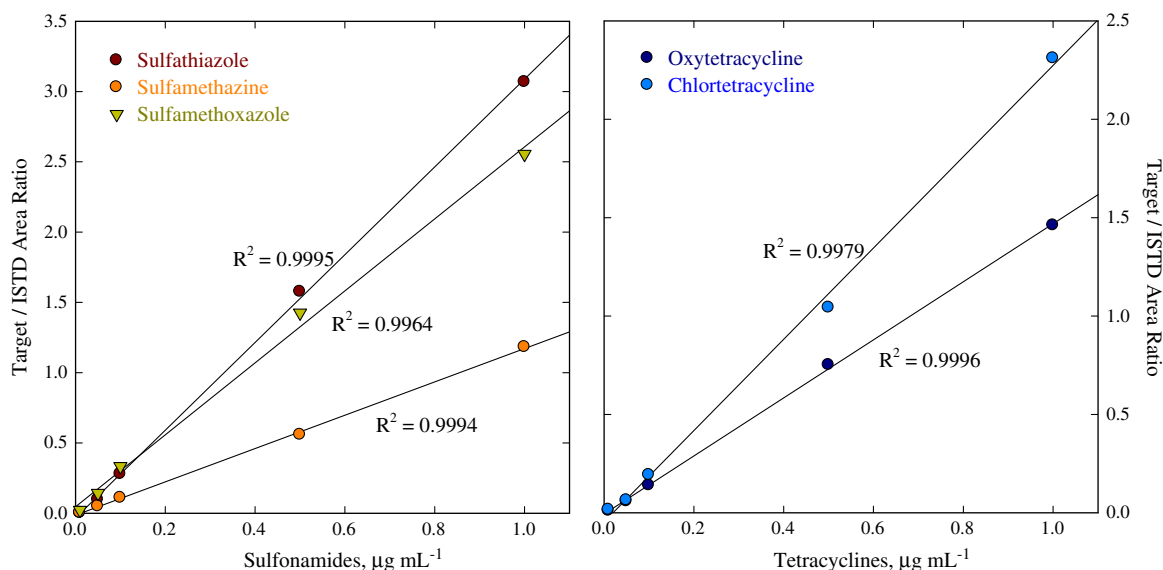 3.5
3.0
2.5
2.0
1.5
1.0
0.5
0.0
Target / ISTD Area Ratio
Sulfathiazole
Sulfamethazine
Sulfamethoxazole
R² = 0.9995
R² = 0.9964
R² = 0.9994
0.0 0.2 0.4 0.6 0.8 1.0
Sulfonamides, µg mL⁻¹
Oxytetracycline
Chlortetracycline
R² = 0.9979
R² = 0.9996
0.0 0.2 0.4 0.6 0.8 1.0
Tetracyclines, µg mL⁻¹
2.5
2.0
1.5
1.0
0.5
0.0
Target / ISTD Area Ratio